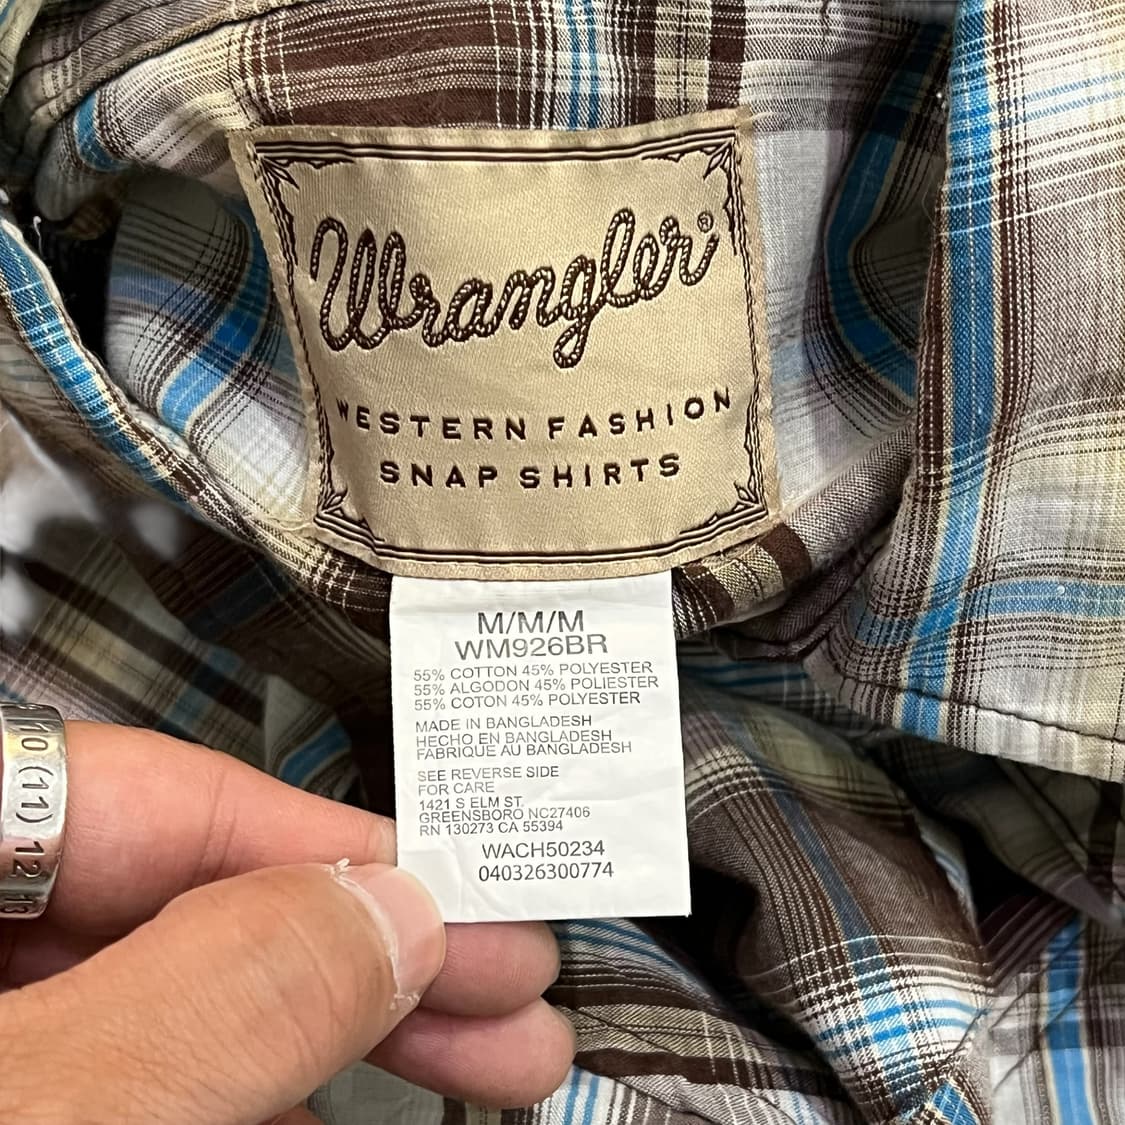 Wrangler®
WESTERN FASHION
SNAP SHIRTS
M/M/M
WM926BR
55% COTTON 45% POLYESTER
55% ALGODON 45% POLIESTER
55% COTON 45% POLYESTER
MADE IN BANGLADESH
HECHO EN BANGLADESH
FABRIQUE AU BANGLADESH
SEE REVERSE SIDE
FOR CARE
1421 S ELM ST.
GREENSBORO NC27406
RN 130273 CA 55394
WACH50234
040326300774
10 (11) 12 13